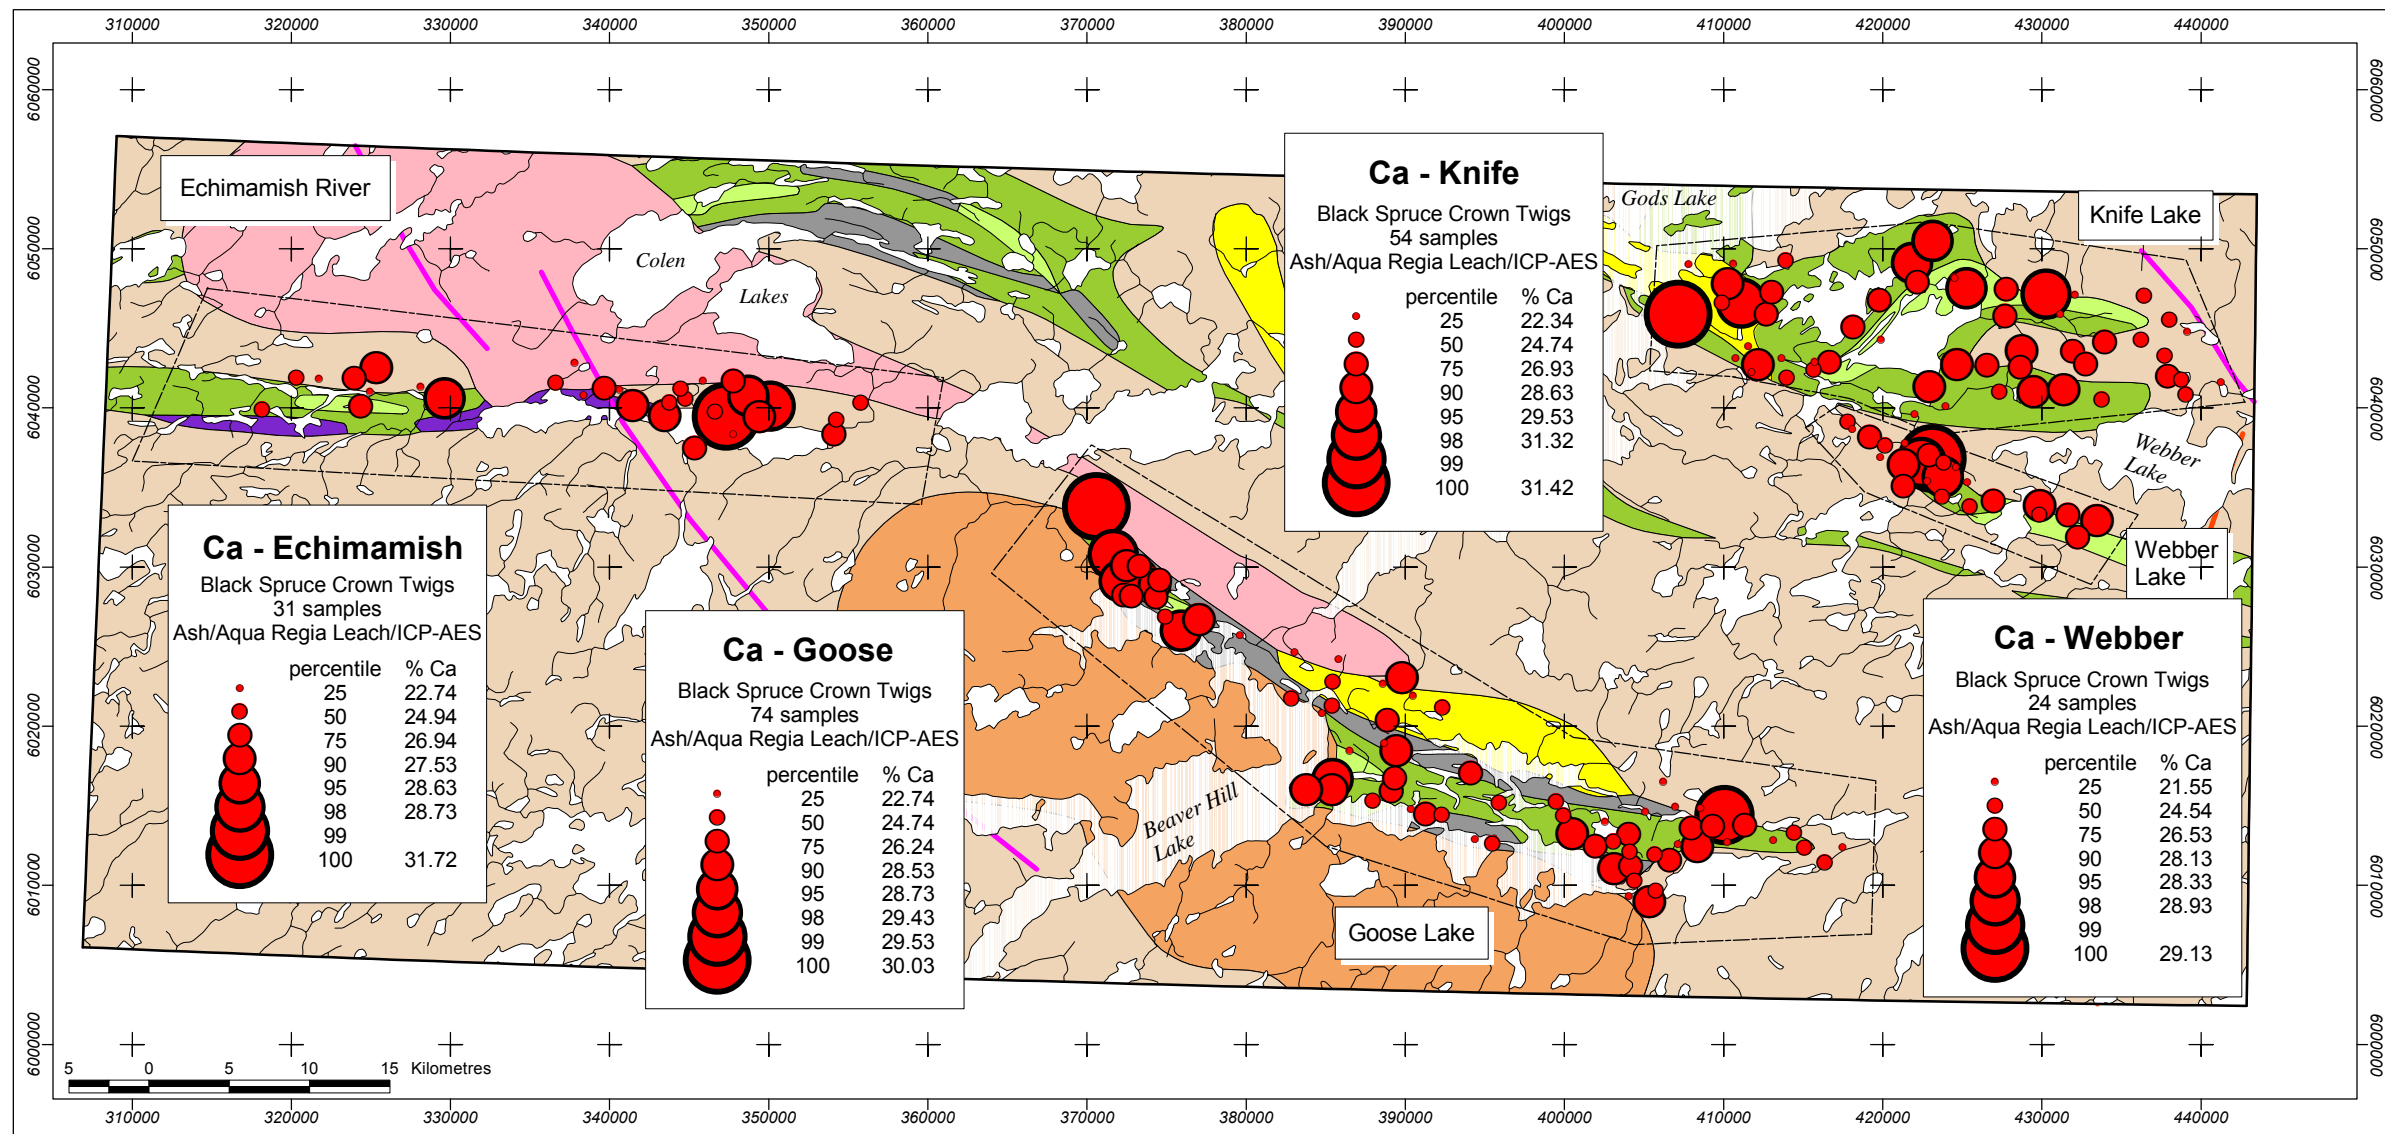 310000 320000 330000 340000 350000 360000 370000 380000 390000 400000 410000 420000 430000 440000
6060000 6060000
6050000 6050000
6040000 6040000
6030000 6030000
6020000 6020000
6010000 6010000
6000000 6000000
Echimamish River
Colen
Lakes
Gods Lake
Knife Lake
Webber
Lake
Webber
Lake
Beaver Hill
Lake
Goose Lake
Ca - Knife
Black Spruce Crown Twigs
54 samples
Ash/Aqua Regia Leach/ICP-AES
percentile % Ca
25 22.34
50 24.74
75 26.93
90 28.63
95 29.53
98 31.32
99
100 31.42
Ca - Echimamish
Black Spruce Crown Twigs
31 samples
Ash/Aqua Regia Leach/ICP-AES
percentile % Ca
25 22.74
50 24.94
75 26.94
90 27.53
95 28.63
98 28.73
99
100 31.72
Ca - Goose
Black Spruce Crown Twigs
74 samples
Ash/Aqua Regia Leach/ICP-AES
percentile % Ca
25 22.74
50 24.74
75 26.24
90 28.53
95 28.73
98 29.43
99 29.53
100 30.03
Ca - Webber
Black Spruce Crown Twigs
24 samples
Ash/Aqua Regia Leach/ICP-AES
percentile % Ca
25 21.55
50 24.54
75 26.53
90 28.13
95 28.33
98 28.93
99
100 29.13
5 0 5 10 15 Kilometres
310000 320000 330000 340000 350000 360000 370000 380000 390000 400000 410000 420000 430000 440000